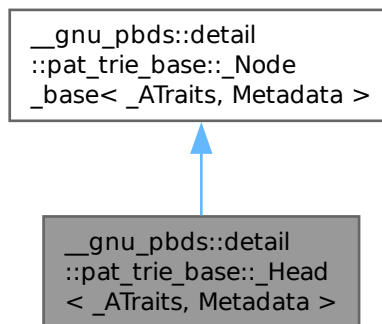 __gnu_pbds::detail
::pat_trie_base::_Node
_base< _ATraits, Metadata >
__gnu_pbds::detail
::pat_trie_base::_Head
< _ATraits, Metadata >